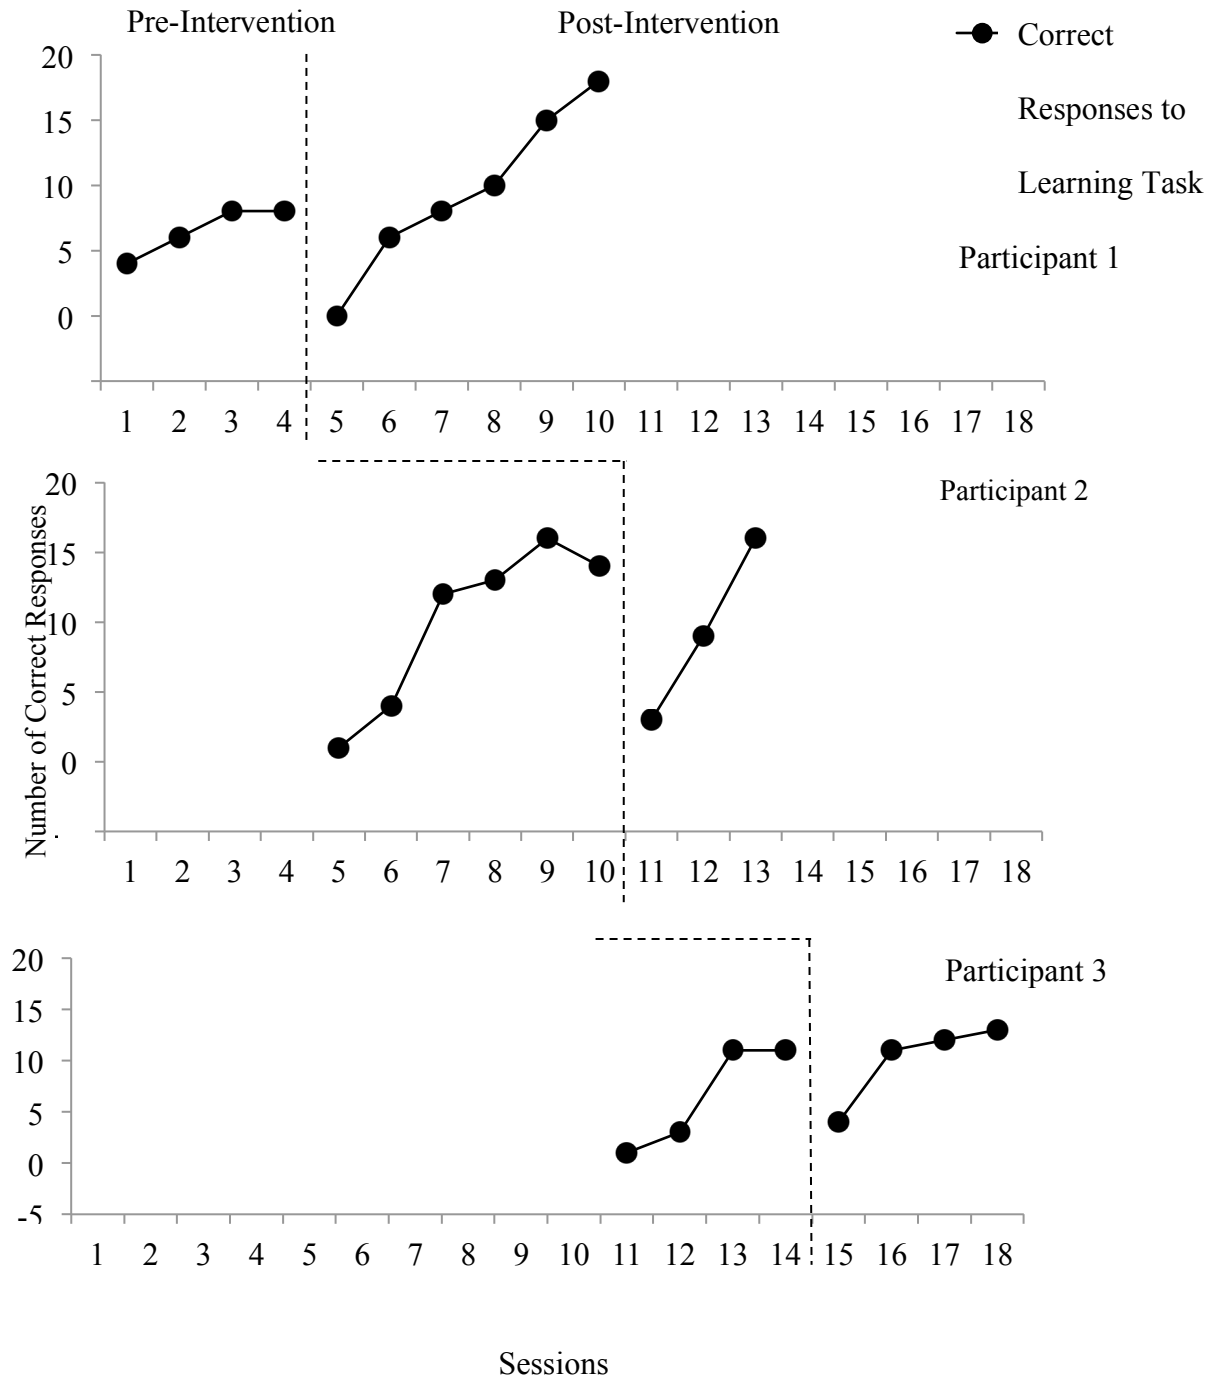 Pre-Intervention
Post-Intervention
Correct
Responses to
Learning Task
Participant 1
20
15
10
5
0
1 2 3 4 5 6 7 8 9 10 11 12 13 14 15 16 17 18
Number of Correct Responses
Participant 2
20
15
10
5
0
1 2 3 4 5 6 7 8 9 10 11 12 13 14 15 16 17 18
Participant 3
20
15
10
5
0
-5
1 2 3 4 5 6 7 8 9 10 11 12 13 14 15 16 17 18
Sessions